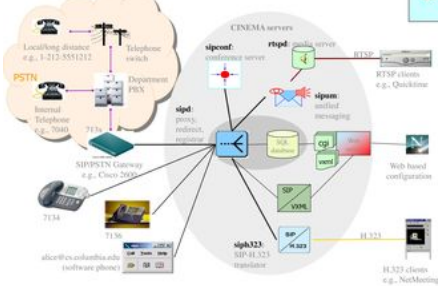 CINEMA servers
Local/long distance
e.g., 1-212-5551212
Telephone
switch
sipconf:
conference server
rtspd: media server
RTSP
RTSP clients
e.g., Quicktime
PSTN
Department
PBX
Internal
Telephone
e.g., 7040
713x
sipum:
unified
messaging
sipd:
proxy,
redirect,
registrar
SQL
database
cgi
vxml
Web based
configuration
SIP/PSTN Gateway
e.g., Cisco 2600
7134
7136
SIP
VXML
alice@cs.columbia.edu
(software phone)
siph323:
SIP-H.323
translator
SIP
H.323
H.323
H.323 clients
e.g., NetMeeting